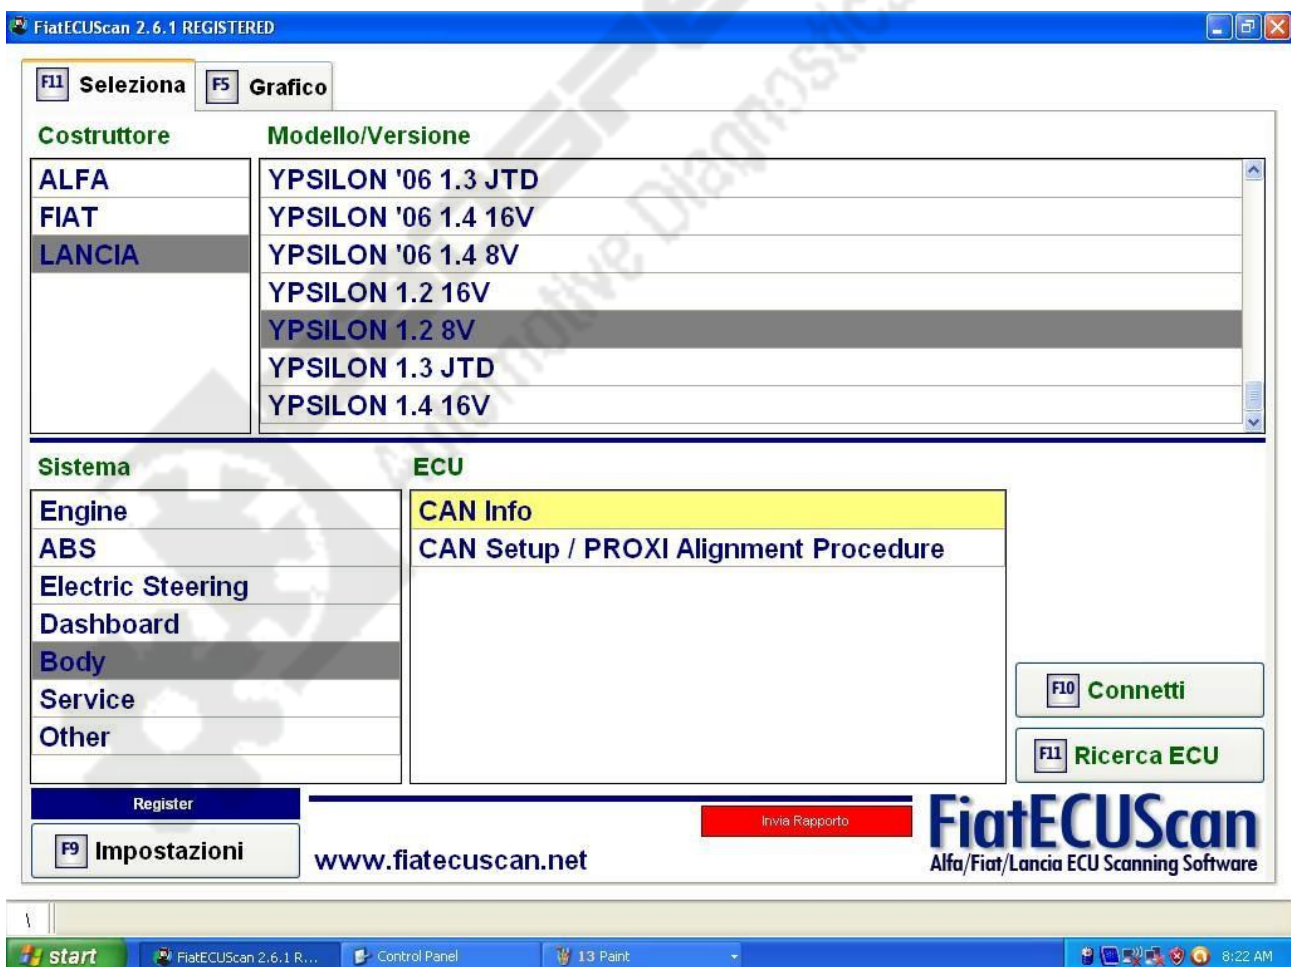 FiatECUScan 2.6.1 REGISTERED
F11 Seleziona F5 Grafico
Costruttore Modello/Versione
ALFA
FIAT
LANCIA
YPSILON '06 1.3 JTD
YPSILON '06 1.4 16V
YPSILON '06 1.4 8V
YPSILON 1.2 16V
YPSILON 1.2 8V
YPSILON 1.3 JTD
YPSILON 1.4 16V
Sistema ECU
Engine
ABS
Electric Steering
Dashboard
Body
Service
Other
CAN Info
CAN Setup / PROXI Alignment Procedure
F10 Connetti
F11 Ricerca ECU
Register
F9 Impostazioni
www.fiatecuscan.net
Invia Rapporto
FiatECUScan
Alfa/Fiat/Lancia ECU Scanning Software
\
start FiatECUScan 2.6.1 R... Control Panel 13 Paint 8:22 AM
Automotive Diagnostic